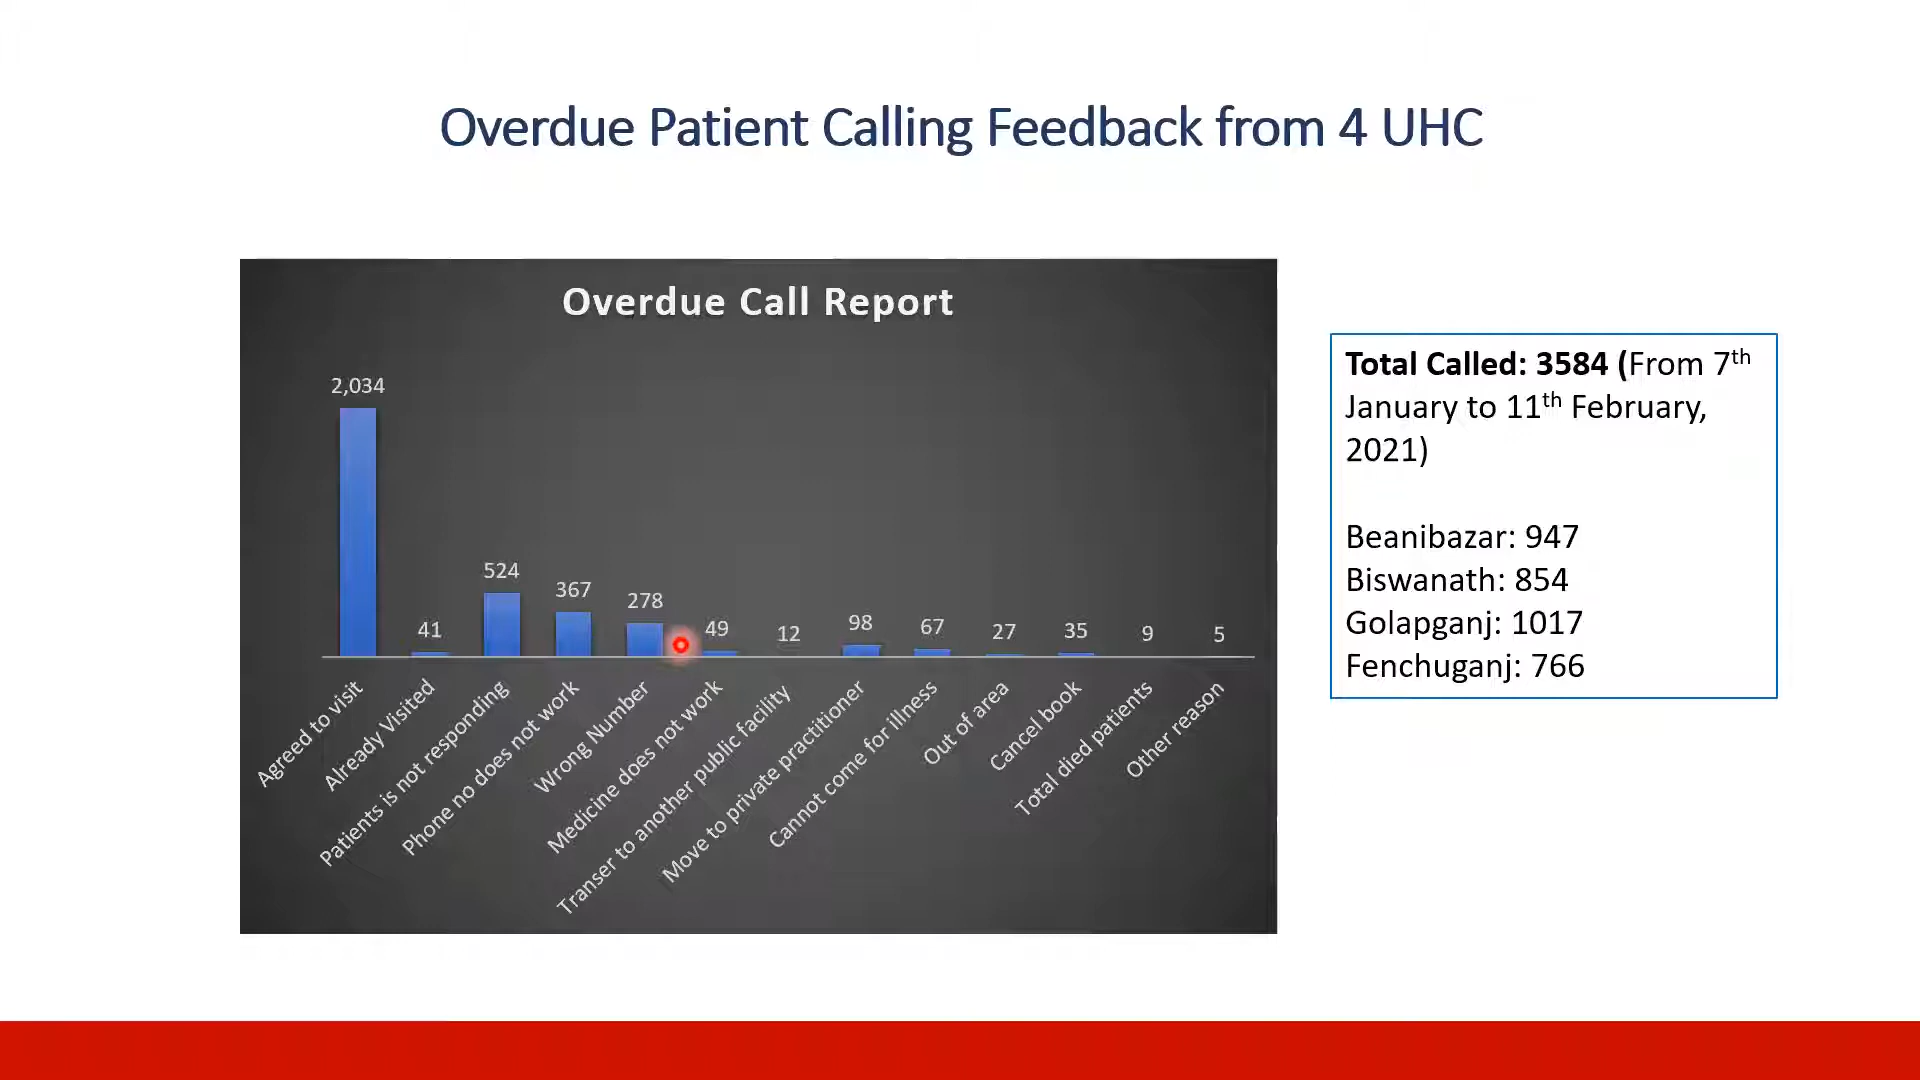 Overdue Patient Calling Feedback from 4 UHC
Overdue Call Report
2,034
41
524
367
278
49
12
98
67
27
35
9
5
Agreed to visit
Already Visited
Patients is not responding
Phone no does not work
Wrong Number
Medicine does not work
Transer to another public facility
Move to private practitioner
Cannot come for illness
Out of area
Cancel book
Total died patients
Other reason
Total Called: 3584 (From 7th
January to 11th February,
2021)
Beanibazar: 947
Biswanath: 854
Golapganj: 1017
Fenchuganj: 766